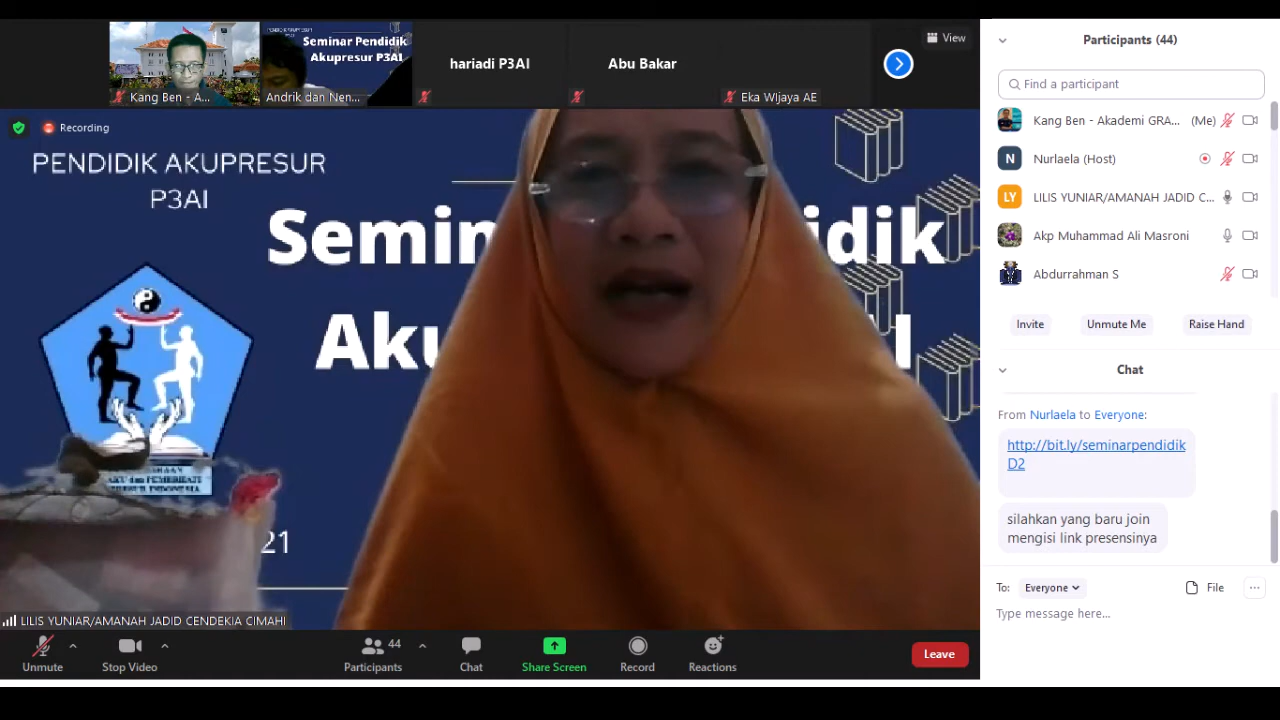 Seminar Pendidik
Akupresur P3AI
Kang Ben - A...
Andrik dan Nen...
hariadi P3AI
Abu Bakar
Eka WIjaya AE
View
Recording
PENDIDIK AKUPRESUR
P3AI
Semin
dik
Aku
21
LILIS YUNIAR/AMANAH JADID CENDEKIA CIMAHI
Unmute
Stop Video
44
Participants
Chat
Share Screen
Record
Reactions
Leave
Participants (44)
Find a participant
Kang Ben - Akademi GRA... (Me)
N Nurlaela (Host)
LY LILIS YUNIAR/AMANAH JADID C...
Akp Muhammad Ali Masroni
Abdurrahman S
Invite
Unmute Me
Raise Hand
Chat
From Nurlaela to Everyone:
http://bit.ly/seminarpendidik
D2
silahkan yang baru join
mengisi link presensinya
To: Everyone
File
Type message here...